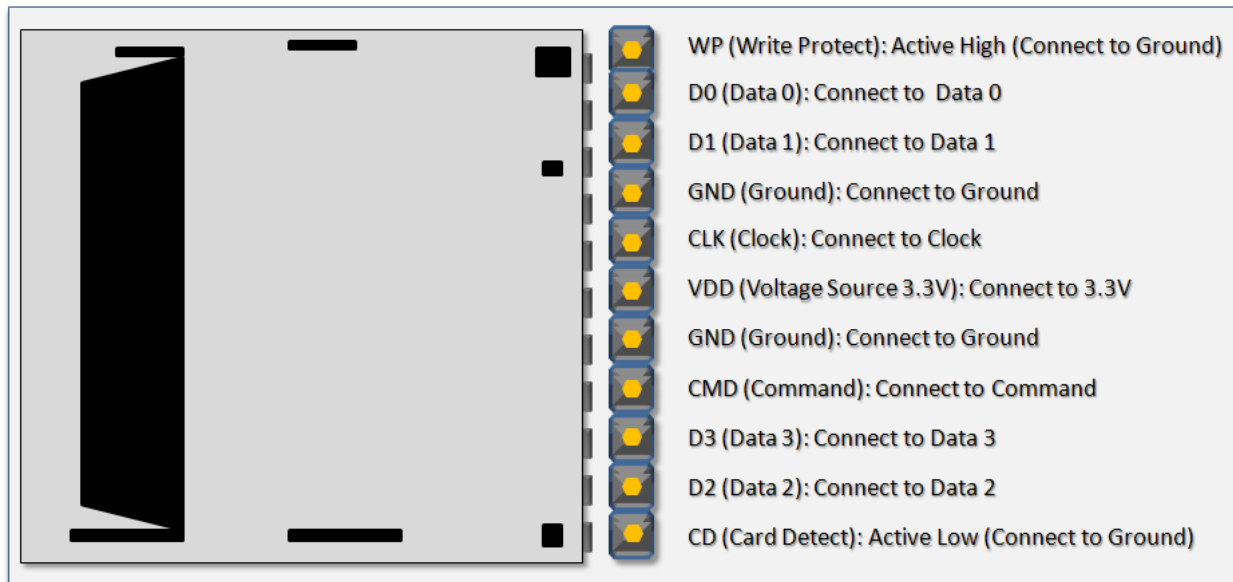 WP (Write Protect): Active High (Connect to Ground)
D0 (Data 0): Connect to Data 0
D1 (Data 1): Connect to Data 1
GND (Ground): Connect to Ground
CLK (Clock): Connect to Clock
VDD (Voltage Source 3.3V): Connect to 3.3V
GND (Ground): Connect to Ground
CMD (Command): Connect to Command
D3 (Data 3): Connect to Data 3
D2 (Data 2): Connect to Data 2
CD (Card Detect): Active Low (Connect to Ground)